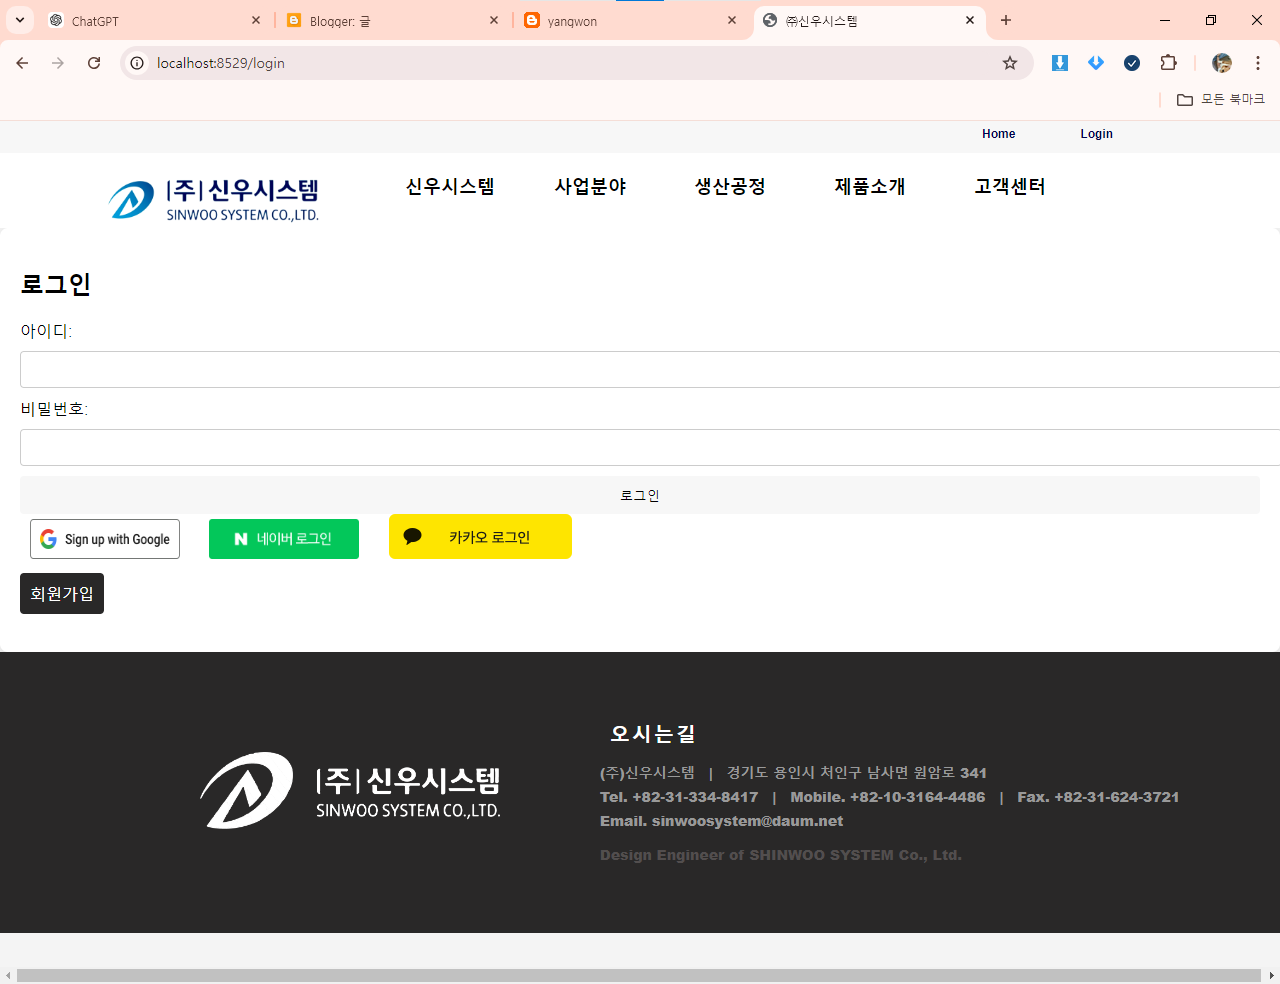 ChatGPT
Blogger: 글
yanqwon
㈜신우시스템
localhost:8529/login
모든 북마크
Home Login
(주) 신우시스템
SINWOO SYSTEM CO.,LTD.
신우시스템 사업분야 생산공정 제품소개 고객센터
로그인
아이디:
비밀번호:
로그인
Sign up with Google
N 네이버 로그인
카카오 로그인
회원가입
(주) 신우시스템
SINWOO SYSTEM CO.,LTD.
오시는길
(주)신우시스템 | 경기도 용인시 처인구 남사면 원암로 341
Tel. +82-31-334-8417 | Mobile. +82-10-3164-4486 | Fax. +82-31-624-3721
Email. sinwoosystem@daum.net
Design Engineer of SHINWOO SYSTEM Co., Ltd.